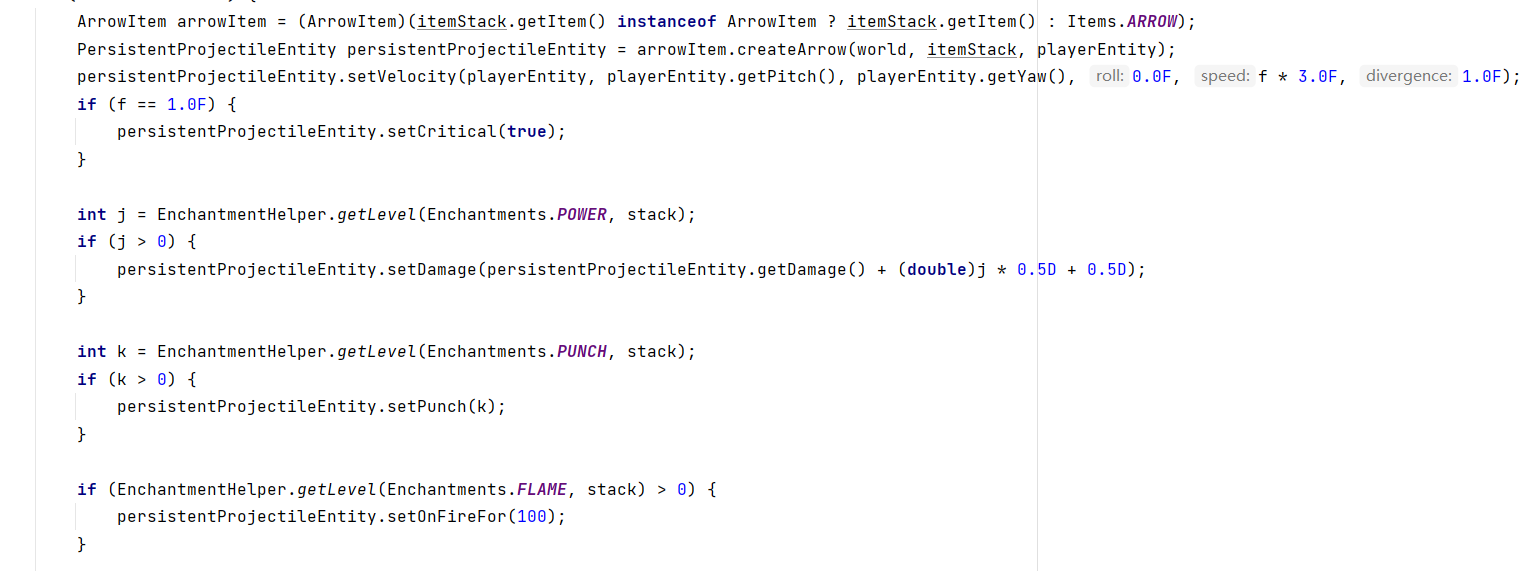 ArrowItem arrowItem = (ArrowItem)(itemStack.getItem() instanceof ArrowItem ? itemStack.getItem() : Items.ARROW);
PersistentProjectileEntity persistentProjectileEntity = arrowItem.createArrow(world, itemStack, playerEntity);
persistentProjectileEntity.setVelocity(playerEntity, playerEntity.getPitch(), playerEntity.getYaw(), roll: 0.0F, speed: f * 3.0F, divergence: 1.0F);
if (f == 1.0F) {
    persistentProjectileEntity.setCritical(true);
}

int j = EnchantmentHelper.getLevel(Enchantments.POWER, stack);
if (j > 0) {
    persistentProjectileEntity.setDamage(persistentProjectileEntity.getDamage() + (double)j * 0.5D + 0.5D);
}

int k = EnchantmentHelper.getLevel(Enchantments.PUNCH, stack);
if (k > 0) {
    persistentProjectileEntity.setPunch(k);
}

if (EnchantmentHelper.getLevel(Enchantments.FLAME, stack) > 0) {
    persistentProjectileEntity.setOnFireFor(100);
}